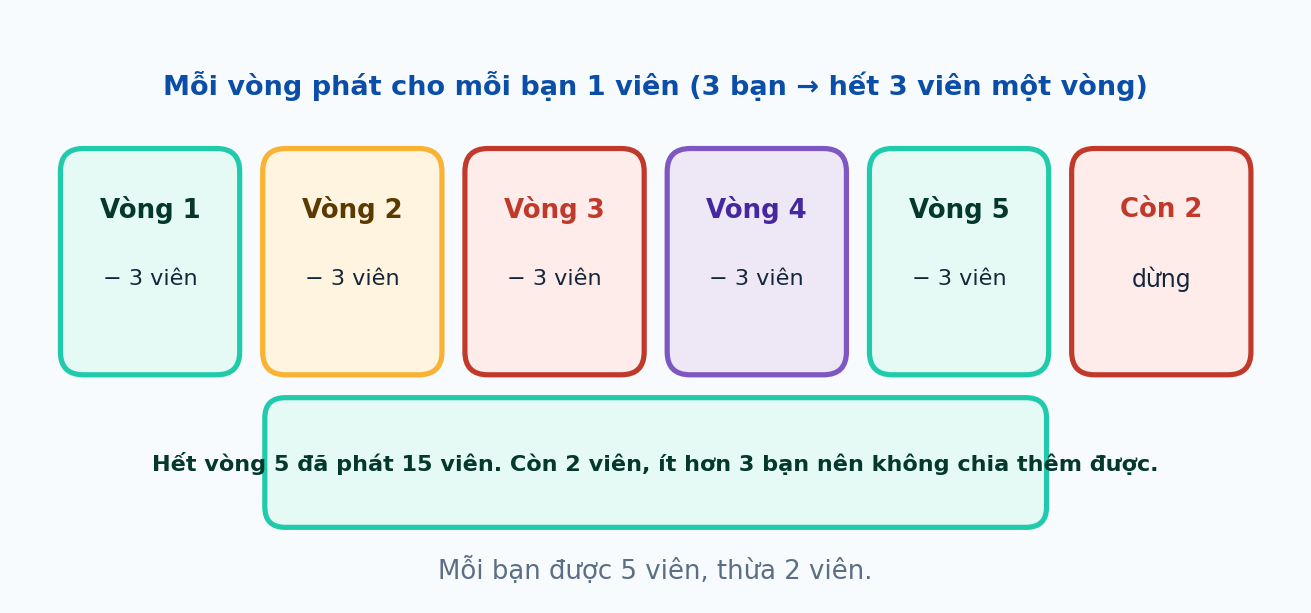 Mỗi vòng phát cho mỗi bạn 1 viên (3 bạn → hết 3 viên một vòng)
Vòng 1
− 3 viên
Vòng 2
− 3 viên
Vòng 3
− 3 viên
Vòng 4
− 3 viên
Vòng 5
− 3 viên
Còn 2
dừng
Hết vòng 5 đã phát 15 viên. Còn 2 viên, ít hơn 3 bạn nên không chia thêm được.
Mỗi bạn được 5 viên, thừa 2 viên.